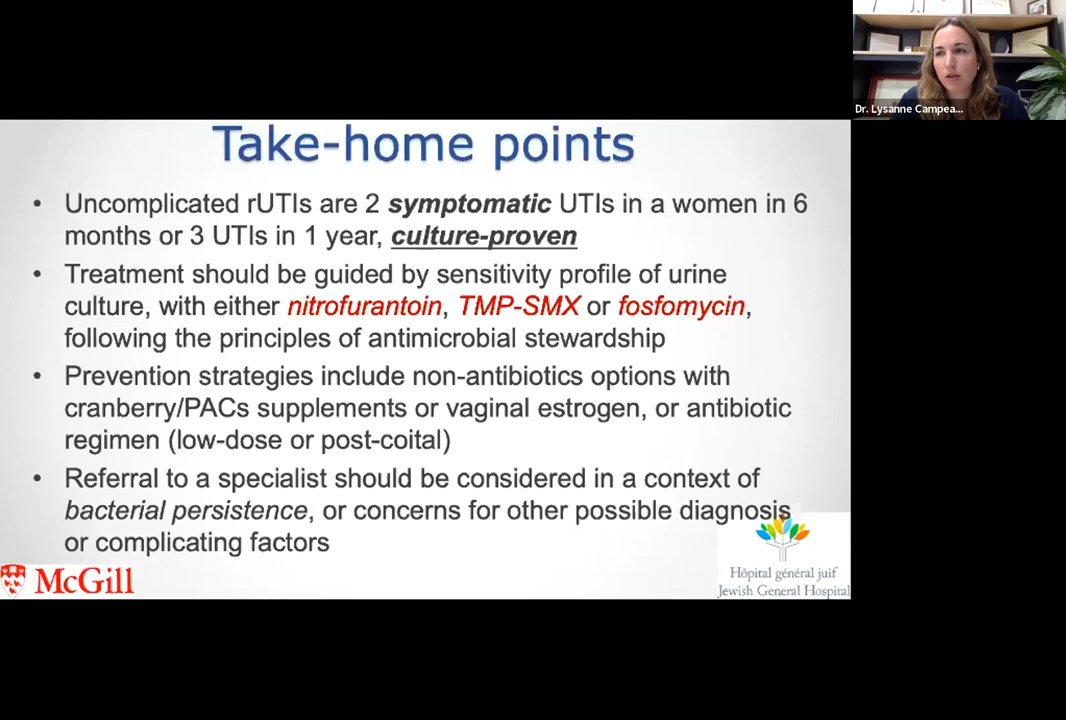 Dr. Lysanne Campea...
Take-home points
• Uncomplicated rUTIs are 2 symptomatic UTIs in a women in 6
months or 3 UTIs in 1 year, culture-proven
• Treatment should be guided by sensitivity profile of urine
culture, with either nitrofurantoin, TMP-SMX or fosfomycin,
following the principles of antimicrobial stewardship
• Prevention strategies include non-antibiotics options with
cranberry/PACs supplements or vaginal estrogen, or antibiotic
regimen (low-dose or post-coital)
• Referral to a specialist should be considered in a context of
bacterial persistence, or concerns for other possible diagnosis
or complicating factors
McGill
Hôpital général juif
Jewish General Hospital